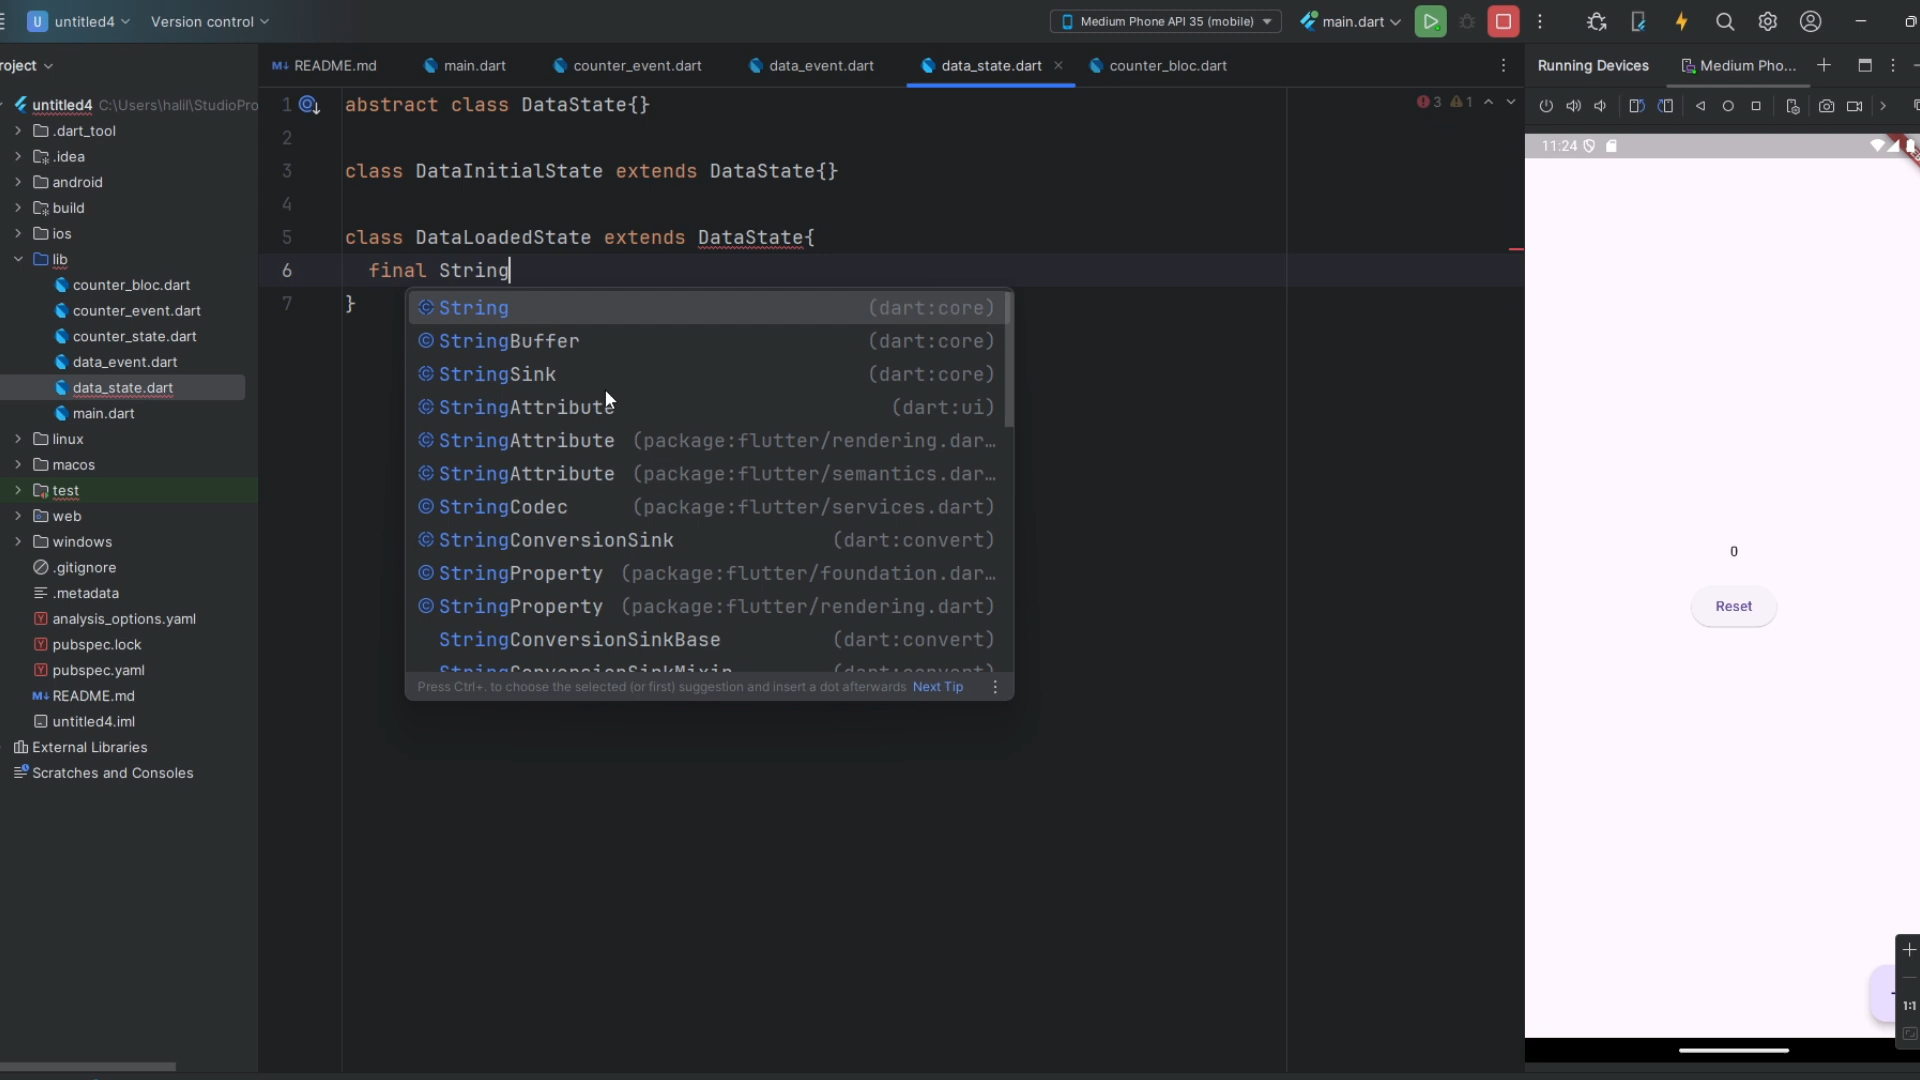 U untitled4 Version control
Medium Phone API 35 (mobile) main.dart
roject
README.md main.dart counter_event.dart data_event.dart data_state.dart counter_bloc.dart
Running Devices Medium Pho...
untitled4 C:\Users\halil\StudioPro
.dart_tool
.idea
android
build
ios
lib
counter_bloc.dart
counter_event.dart
counter_state.dart
data_event.dart
data_state.dart
main.dart
linux
macos
test
web
windows
.gitignore
.metadata
analysis_options.yaml
pubspec.lock
pubspec.yaml
README.md
untitled4.iml
External Libraries
Scratches and Consoles
1 abstract class DataState{}
2
3 class DataInitialState extends DataState{}
4
5 class DataLoadedState extends DataState{
6 final String
7 }
3 1
String (dart:core)
StringBuffer (dart:core)
StringSink (dart:core)
StringAttribute (dart:ui)
StringAttribute (package:flutter/rendering.dar...
StringAttribute (package:flutter/semantics.dar...
StringCodec (package:flutter/services.dart)
StringConversionSink (dart:convert)
StringProperty (package:flutter/foundation.dar...
StringProperty (package:flutter/rendering.dart)
StringConversionSinkBase (dart:convert)
StringConversionSinkMixin (dart:convert)
Press Ctrl+. to choose the selected (or first) suggestion and insert a dot afterwards Next Tip
11:24
0
Reset
1:1